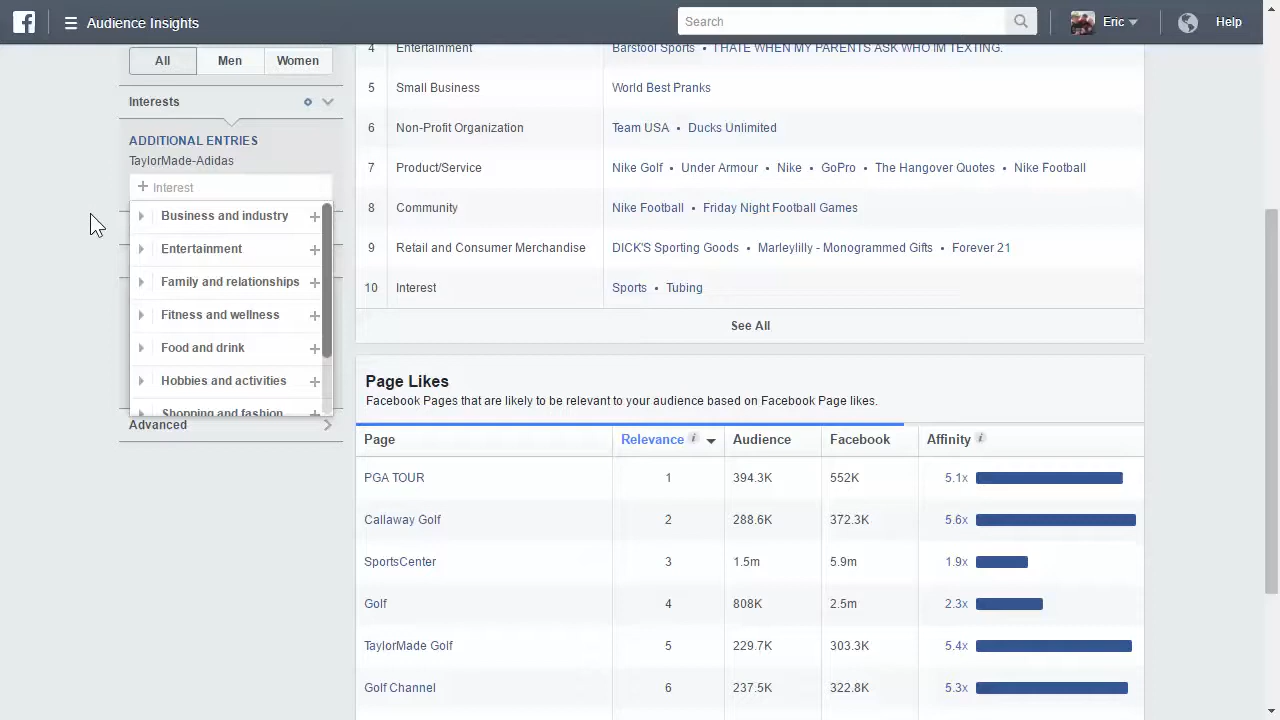 Audience Insights
Search
Eric
Help
All Men Women
Interests
ADDITIONAL ENTRIES
TaylorMade-Adidas
+ Interest
Business and industry +
Entertainment +
Family and relationships +
Fitness and wellness +
Food and drink +
Hobbies and activities +
Shopping and fashion +
Advanced
4 Entertainment Barstool Sports • I HATE WHEN MY PARENTS ASK WHO IM TEXTING.
5 Small Business World Best Pranks
6 Non-Profit Organization Team USA • Ducks Unlimited
7 Product/Service Nike Golf • Under Armour • Nike • GoPro • The Hangover Quotes • Nike Football
8 Community Nike Football • Friday Night Football Games
9 Retail and Consumer Merchandise DICK'S Sporting Goods • Marleylilly - Monogrammed Gifts • Forever 21
10 Interest Sports • Tubing
See All
Page Likes
Facebook Pages that are likely to be relevant to your audience based on Facebook Page likes.
Page Relevance i Audience Facebook Affinity i
PGA TOUR 1 394.3K 552K 5.1x
Callaway Golf 2 288.6K 372.3K 5.6x
SportsCenter 3 1.5m 5.9m 1.9x
Golf 4 808K 2.5m 2.3x
TaylorMade Golf 5 229.7K 303.3K 5.4x
Golf Channel 6 237.5K 322.8K 5.3x